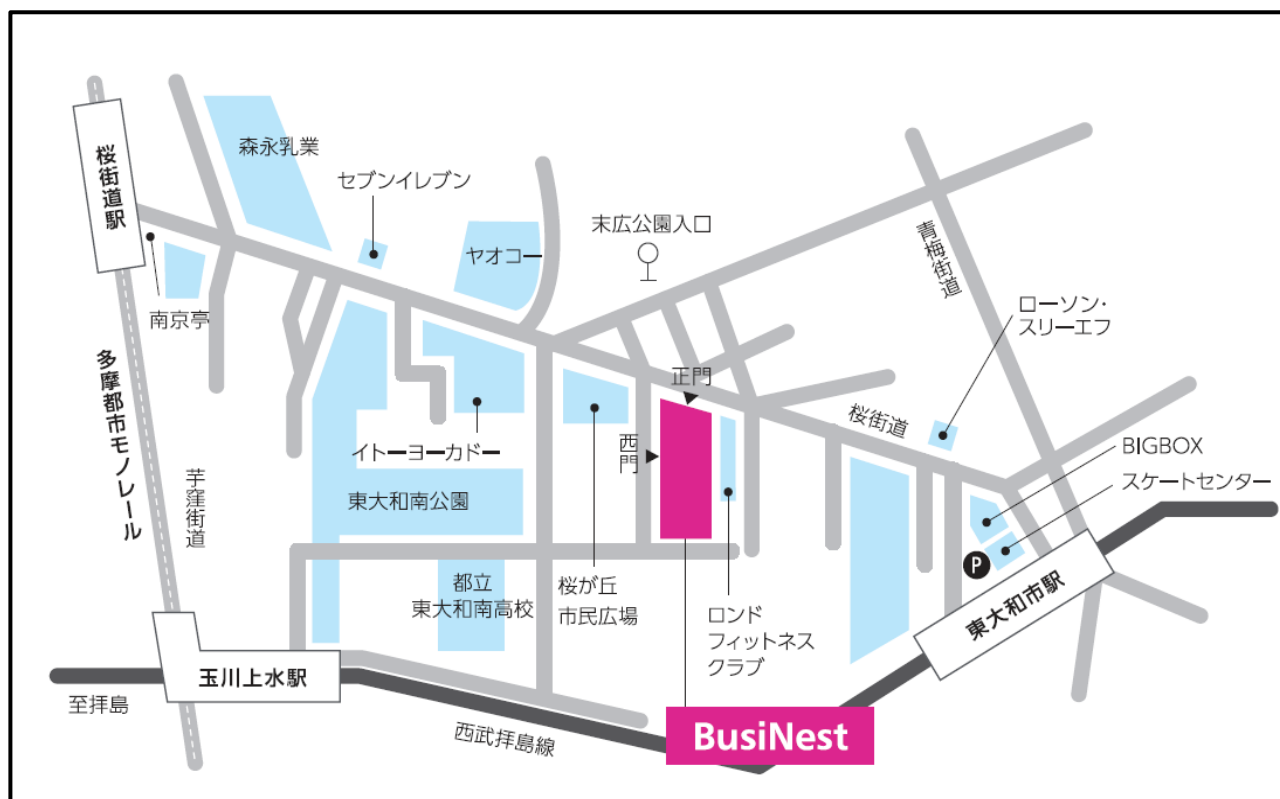 森永乳業
桜街道駅
セブンイレブン
末広公園入口
ヤオコー
青梅街道
ローソン・
スリーエフ
南京亭
多摩都市モノレール
正門
桜街道
西門
イトーヨーカドー
BIGBOX
スケートセンター
芋窪街道
東大和南公園
P
都立
東大和南高校
桜が丘
市民広場
ロンド
フィットネス
クラブ
東大和市駅
玉川上水駅
至拝島
西武拝島線
BusiNest